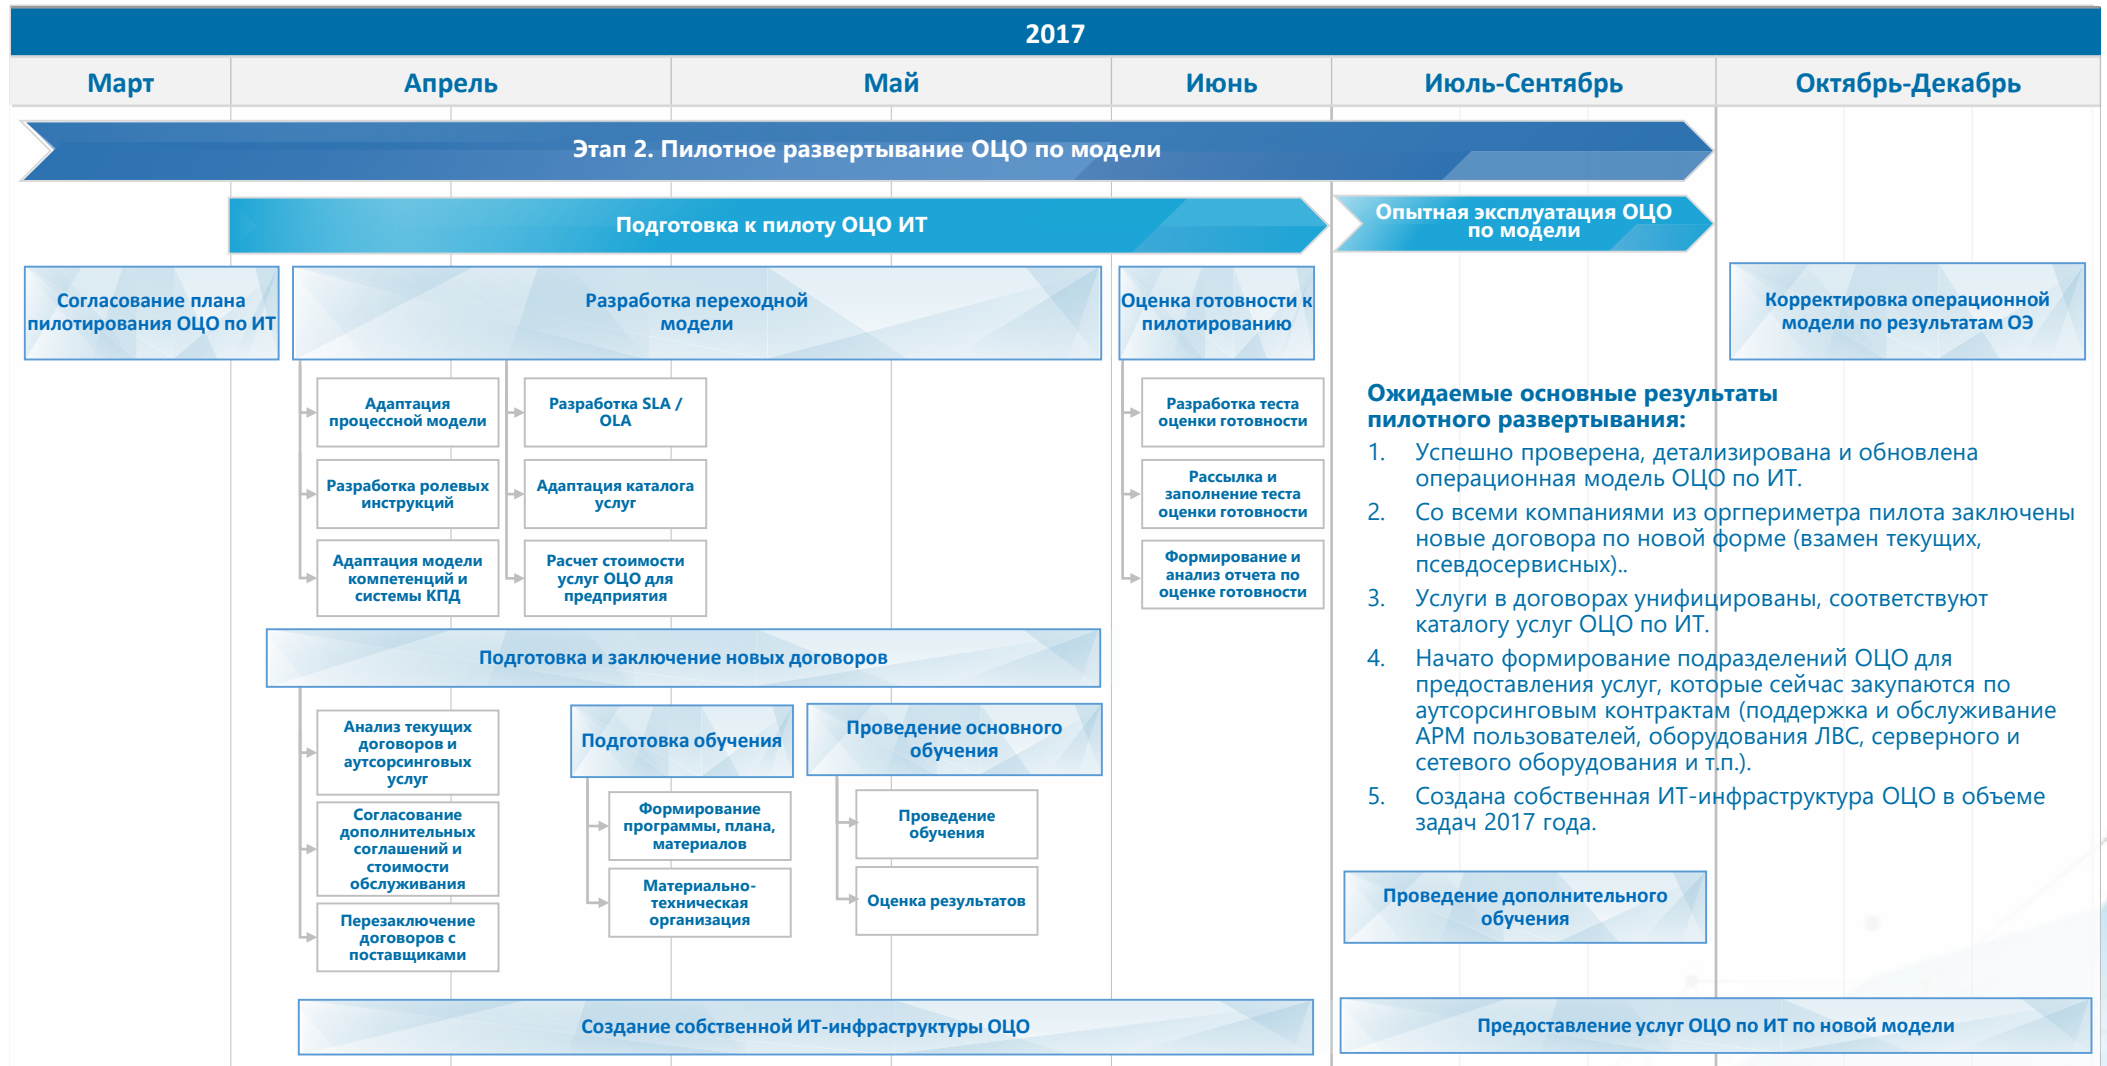 2017
Март
Апрель
Май
Июнь
Июль-Сентябрь
Октябрь-Декабрь
Этап 2. Пилотное развертывание ОЦО по модели
Подготовка к пилоту ОЦО ИТ
Опытная эксплуатация ОЦО
по модели
Согласование плана
пилотирования ОЦО по ИТ
Разработка переходной
модели
Оценка готовности к
пилотированию
Корректировка операционной
модели по результатам ОЭ
Адаптация
процессной модели
Разработка ролевых
инструкций
Адаптация модели
компетенций и
системы КПД
Разработка SLA /
OLA
Адаптация каталога
услуг
Расчет стоимости
услуг ОЦО для
предприятия
Разработка теста
оценки готовности
Рассылка и
заполнение теста
оценки готовности
Формирование и
анализ отчета по
оценке готовности
Ожидаемые основные результаты
пилотного развертывания:
1. Успешно проверена, детализирована и обновлена
операционная модель ОЦО по ИТ.
2. Со всеми компаниями из оргпериметра пилота заключены
новые договора по новой форме (взамен текущих,
псевдосервисных)..
3. Услуги в договорах унифицированы, соответствуют
каталогу услуг ОЦО по ИТ.
4. Начато формирование подразделений ОЦО для
предоставления услуг, которые сейчас закупаются по
аутсорсинговым контрактам (поддержка и обслуживание
АРМ пользователей, оборудования ЛВС, серверного и
сетевого оборудования и т.п.).
5. Создана собственная ИТ-инфраструктура ОЦО в объеме
задач 2017 года.
Подготовка и заключение новых договоров
Анализ текущих
договоров и
аутсорсинговых
услуг
Согласование
дополнительных
соглашений и
стоимости
обслуживания
Перезаключение
договоров с
поставщиками
Подготовка обучения
Формирование
программы, плана,
материалов
Материально-
техническая
организация
Проведение основного
обучения
Проведение
обучения
Оценка результатов
Проведение дополнительного
обучения
Создание собственной ИТ-инфраструктуры ОЦО
Предоставление услуг ОЦО по ИТ по новой модели